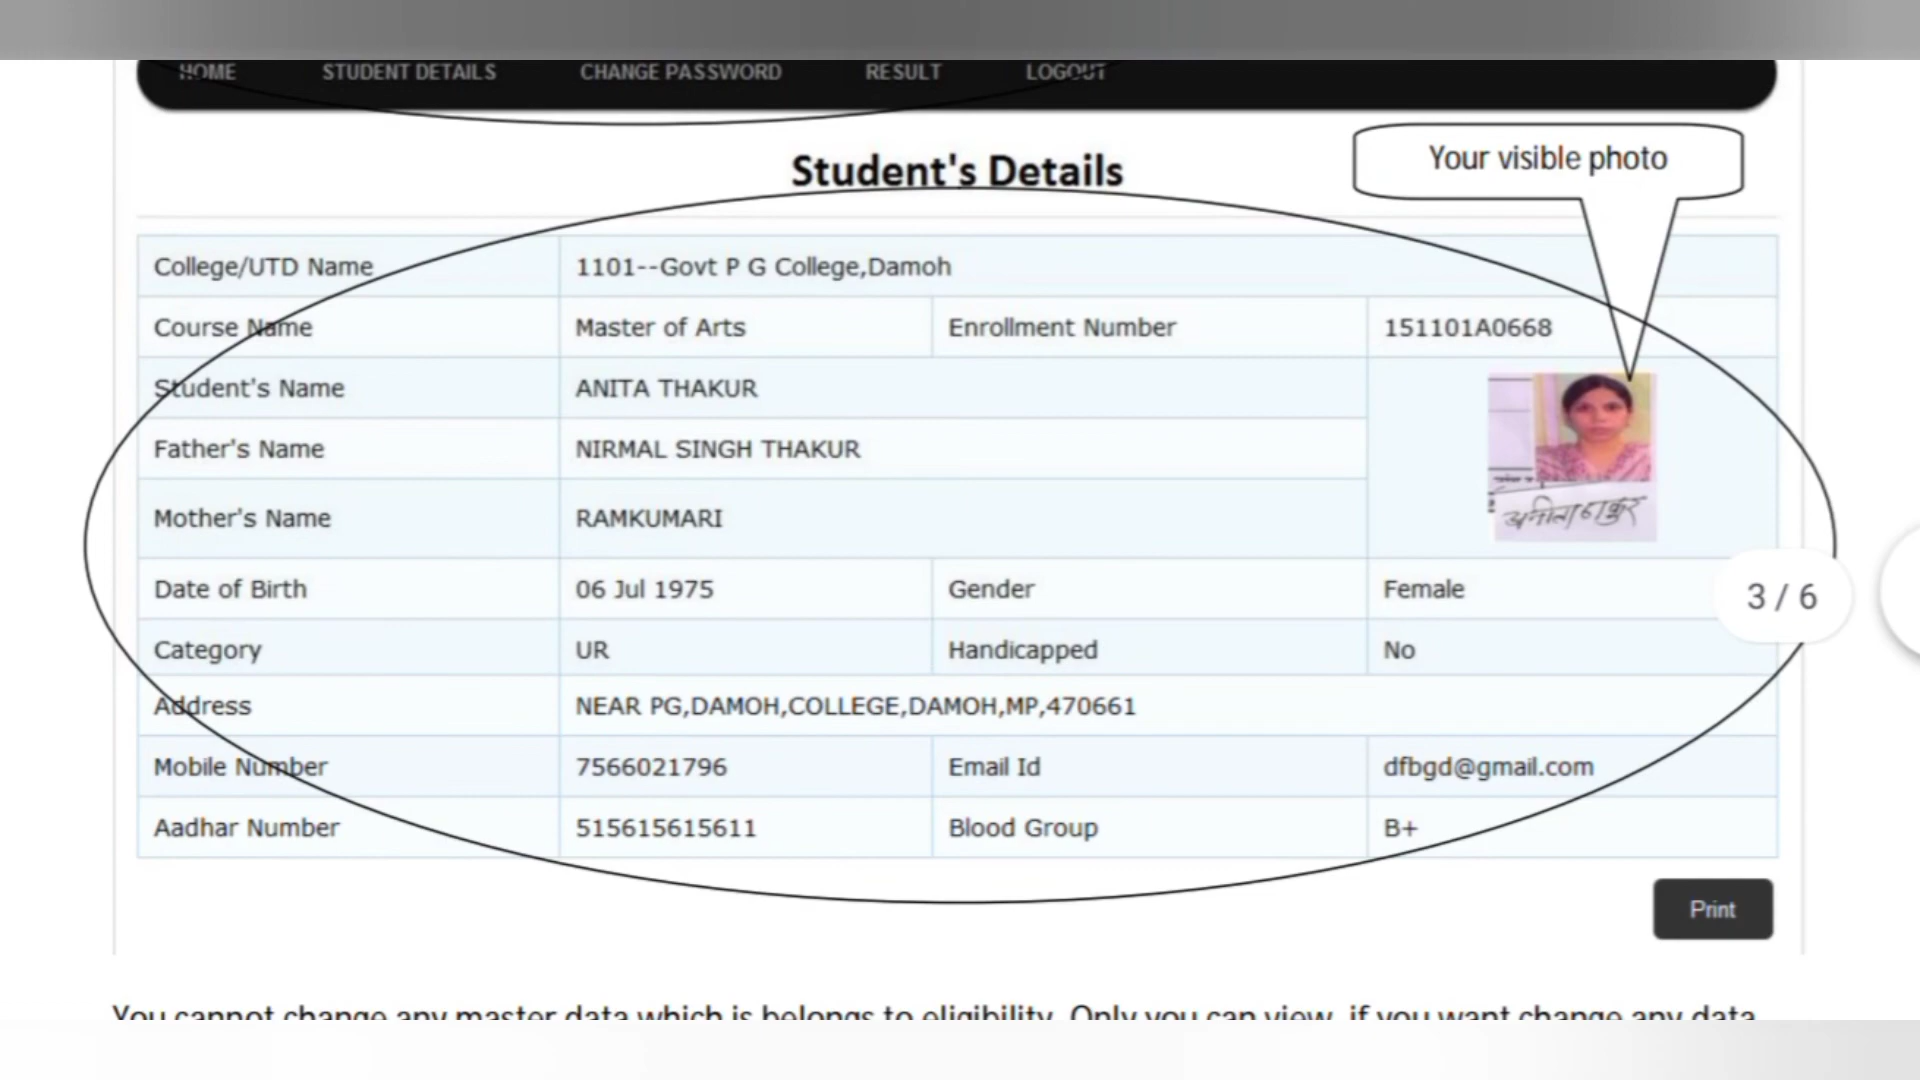 HOME STUDENT DETAILS CHANGE PASSWORD RESULT LOGOUT
Student's Details
Your visible photo
College/UTD Name 1101--Govt P G College,Damoh
Course Name Master of Arts Enrollment Number 151101A0668
Student's Name ANITA THAKUR
Father's Name NIRMAL SINGH THAKUR
Mother's Name RAMKUMARI
अनीता ठाकुर
Date of Birth 06 Jul 1975 Gender Female
3 / 6
Category UR Handicapped No
Address NEAR PG,DAMOH,COLLEGE,DAMOH,MP,470661
Mobile Number 7566021796 Email Id dfbgd@gmail.com
Aadhar Number 515615615611 Blood Group B+
Print
You cannot change any master data which is belongs to eligibility. Only you can view, if you want change any data